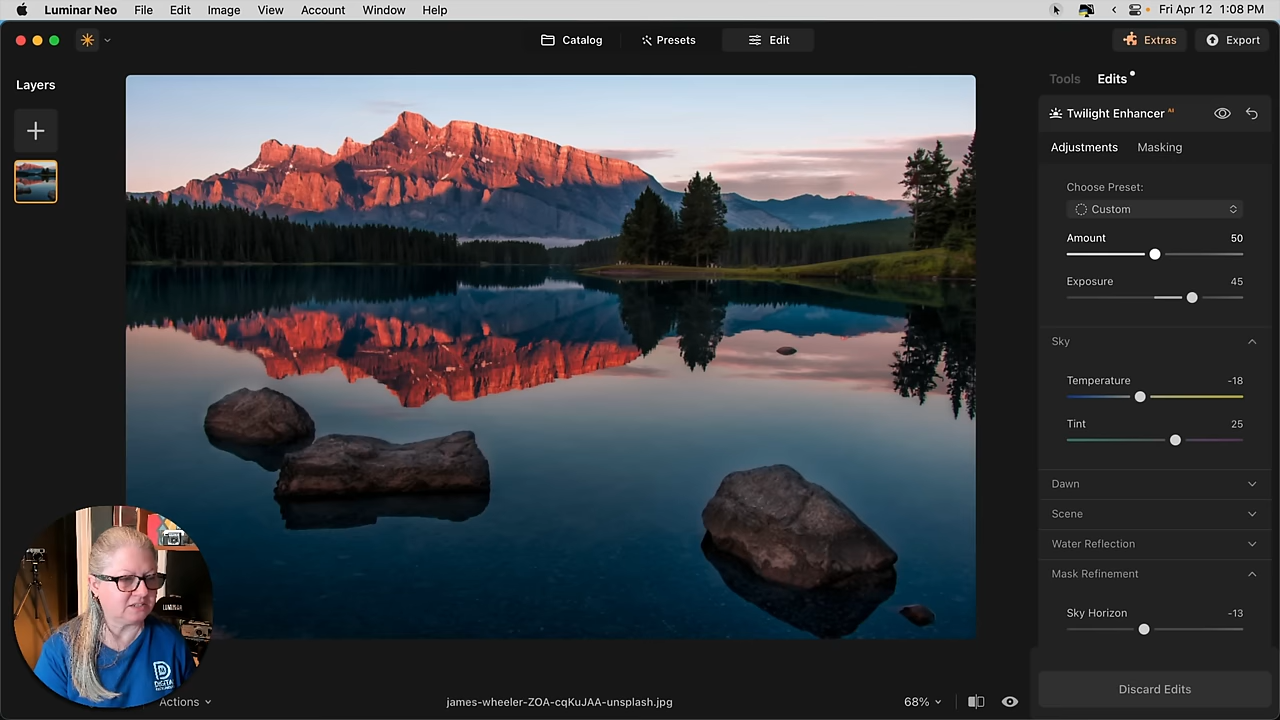 Luminar Neo File Edit Image View Account Window Help Fri Apr 12 1:08 PM
Catalog Presets Edit Extras Export
Layers
Tools Edits
Twilight Enhancer AI
Adjustments Masking
Choose Preset:
Custom
Amount 50
Exposure 45
Sky
Temperature -18
Tint 25
Dawn
Scene
Water Reflection
Mask Refinement
Sky Horizon -13
LUMINAR
Actions james-wheeler-ZOA-cqKuJAA-unsplash.jpg 68%
Discard Edits